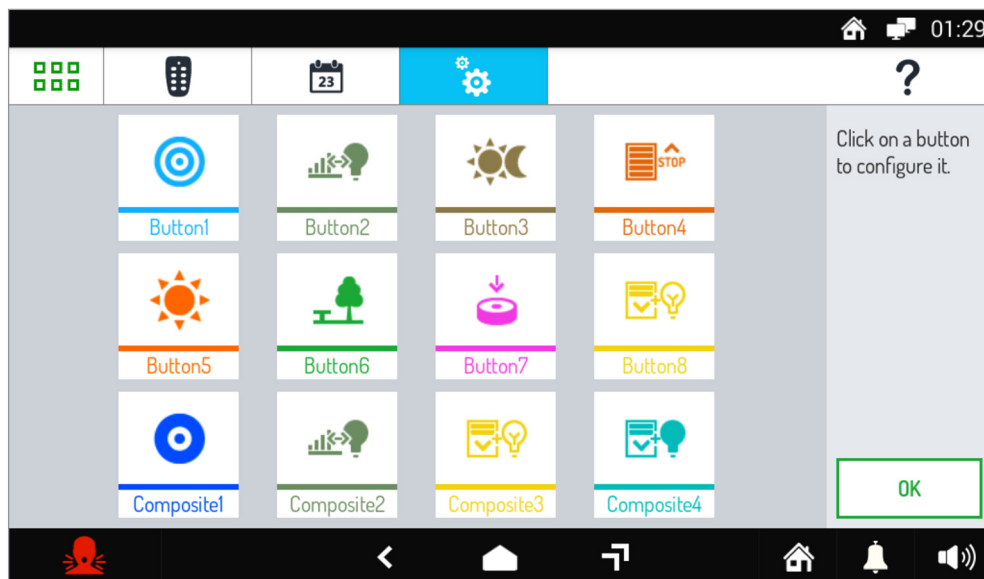 01:29
23
?
Click on a button
to configure it.
STOP
Button1
Button2
Button3
Button4
Button5
Button6
Button7
Button8
Composite1
Composite2
Composite3
Composite4
OK